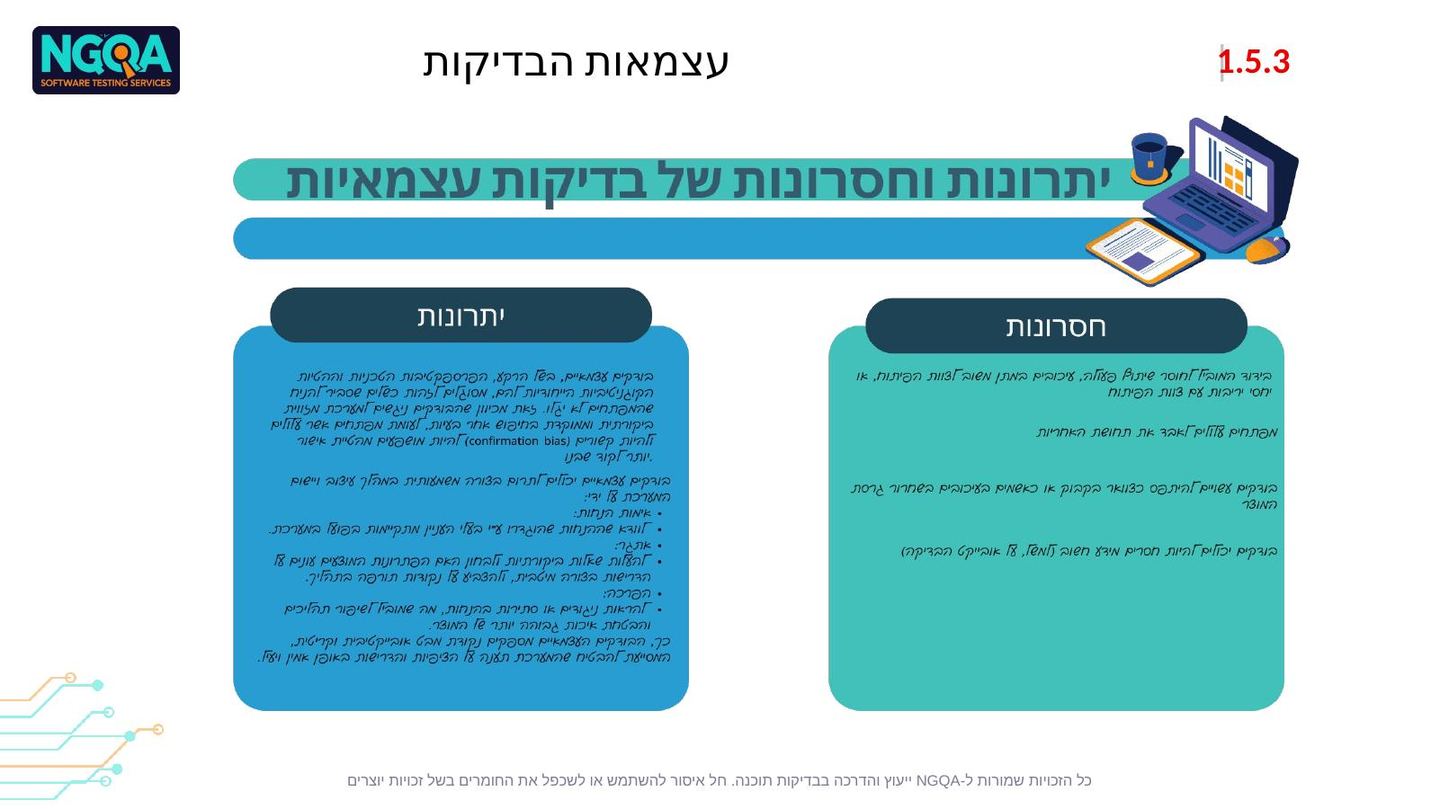 NGQA
SOFTWARE TESTING SERVICES
עצמאות הבדיקות
1.5.3
יתרונות וחסרונות של בדיקות עצמאיות
חסרונות
בידוד המוביל לחוסר שיתוף פעולה, עיכובים במתן משוב לצוות הפיתוח, או
יחסי יריבות עם צוות הפיתוח
מפתחים עלולים לאבד את תחושת האחריות
בודקים עשויים להיתפס כצוואר בקבוק או כאשמים בעיכובים בשחרור גרסת
המוצר
בודקים יכולים להיות חסרים מידע חשוב (למשל, על אובייקט הבדיקה)
יתרונות
בודקים עצמאיים, בשל הרקע, הפרספקטיבות הטכניות וההטיות
הקוגניטיביות הייחודיות להם, מסוגלים לזהות כשלים שסביר להניח
שהמפתחים לא יגלו. זאת מכיוון שהבודקים ניגשים למערכת מזווית
ביקורתית וממוקדת בחיפוש אחר בעיות, לעומת מפתחים אשר עלולים
להיות מושפעים מהטיית אישור (confirmation bias) ולהיות קשורים
יותר לקוד שבנו.
בודקים עצמאיים יכולים לתרום בצורה משמעותית במהלך עיצוב ויישום
המערכת על ידי:
• אימות הנחות:
• לוודא שההנחות שהוגדרו ע״י בעלי העניין מתקיימות בפועל במערכת.
• אתגר:
• להעלות שאלות ביקורתיות ולבחון האם הפתרונות המוצעים עונים על
הדרישות בצורה מיטבית, ולהצביע על נקודות תורפה בתהליך.
• הפרכה:
• להראות ניגודים או סתירות בהנחות, מה שמוביל לשיפור תהליכים
והבטחת איכות גבוהה יותר של המוצר.
כך, הבודקים העצמאיים מספקים נקודת מבט אובייקטיבית וקריטית,
המסייעת להבטיח שהמערכת תענה על הציפיות והדרישות באופן אמין ויעיל.
כל הזכויות שמורות ל-NGQA ייעוץ והדרכה בבדיקות תוכנה. חל איסור להשתמש או לשכפל את החומרים בשל זכויות יוצרים